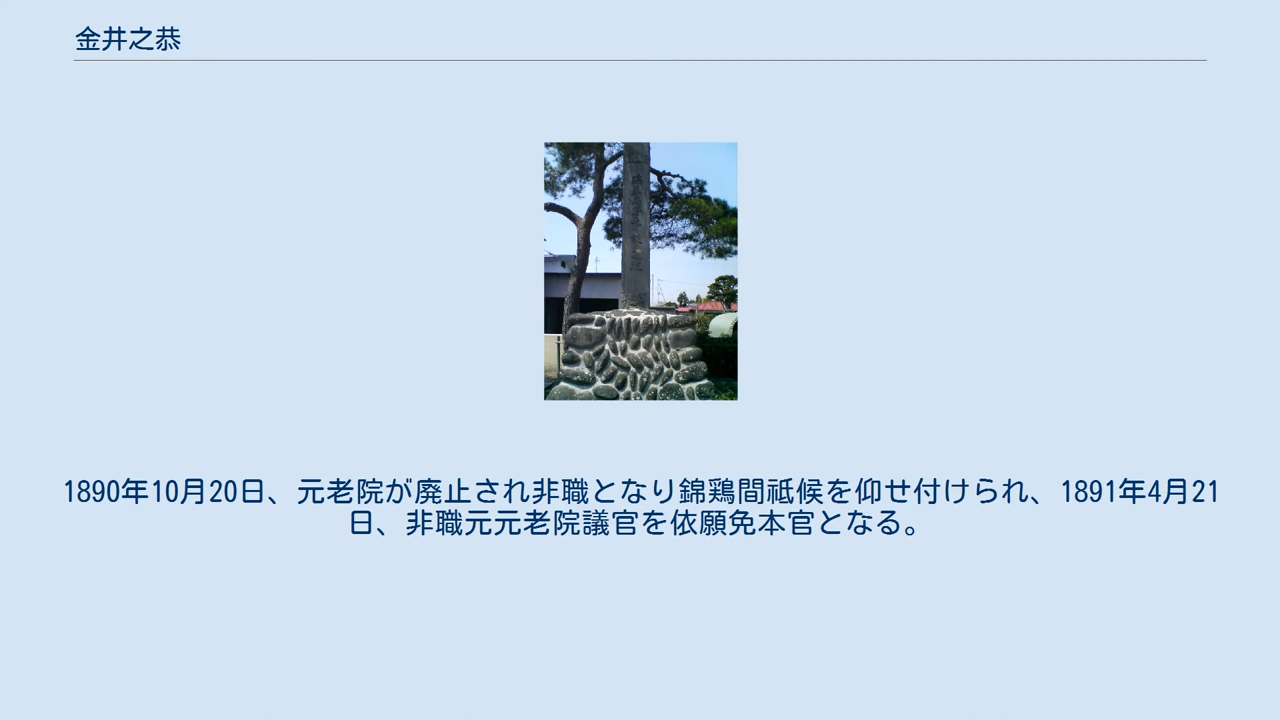 金井之恭
1890年10月20日、元老院が廃止され非職となり錦鶏間祗候を仰せ付けられ、1891年4月21
日、非職元元老院議官を依願免本官となる。